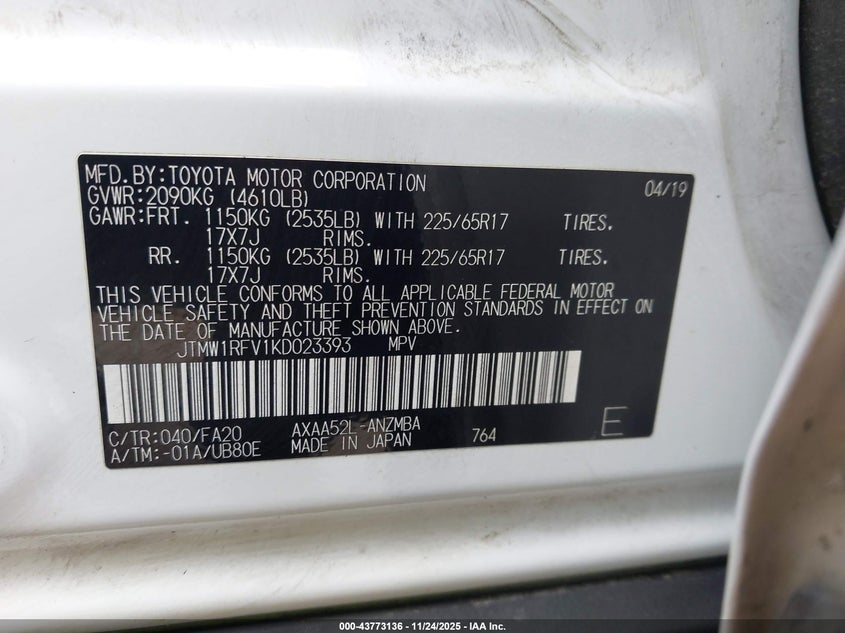 MFD.BY:TOYOTA MOTOR CORPORATION 04/19
GVWR:2090KG (4610LB)
GAWR:FRT. 1150KG (2535LB) WITH 225/65R17 TIRES.
17X7J RIMS.
RR. 1150KG (2535LB) WITH 225/65R17 TIRES.
17X7J RIMS.
THIS VEHICLE CONFORMS TO ALL APPLICABLE FEDERAL MOTOR
VEHICLE SAFETY AND THEFT PREVENTION STANDARDS IN EFFECT ON
THE DATE OF MANUFACTURE SHOWN ABOVE.
JTMW1RFV1KD023393 MPV
C/TR:040/FA20 AXAA52L-ANZMBA
A/TM:-01A/UB80E MADE IN JAPAN 764 E
000-43773136 - 11/24/2025 - IAA Inc.